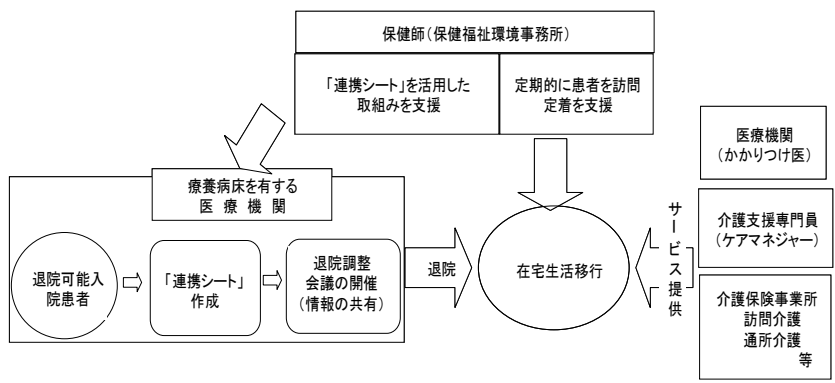 保健師（保健福祉環境事務所）
「連携シート」を活用した
取組みを支援
定期的に患者を訪問
定着を支援
療養病床を有する
医療機関
退院可能入
院患者
「連携シート」
作成
退院調整
会議の開催
（情報の共有）
退院
在宅生活移行
サービス提供
医療機関
（かかりつけ医）
介護支援専門員
（ケアマネジャー）
介護保険事業所
訪問介護
通所介護
等